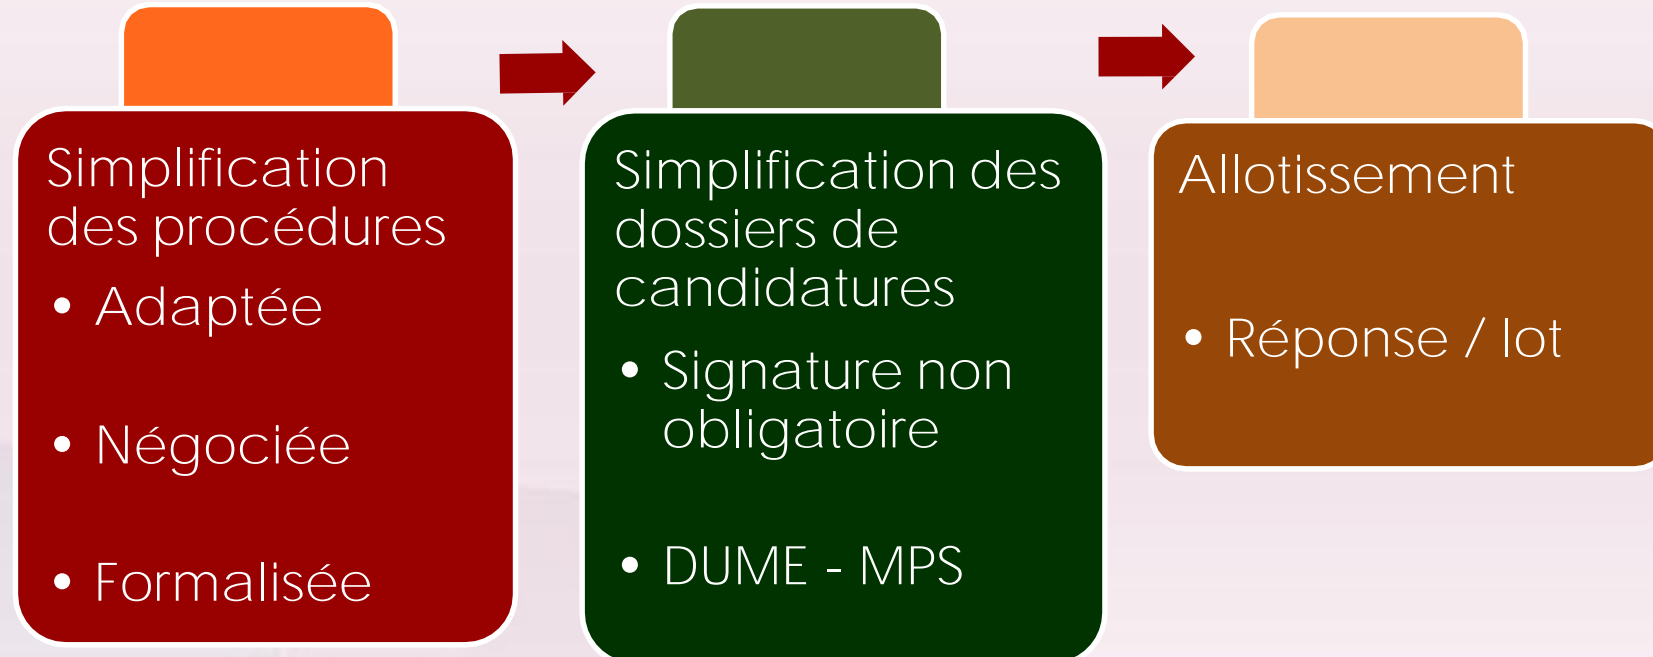 Simplification
des procédures
• Adaptée
• Négociée
• Formalisée
Simplification des
dossiers de
candidatures
• Signature non
obligatoire
• DUME - MPS
Allotissement
• Réponse / lot